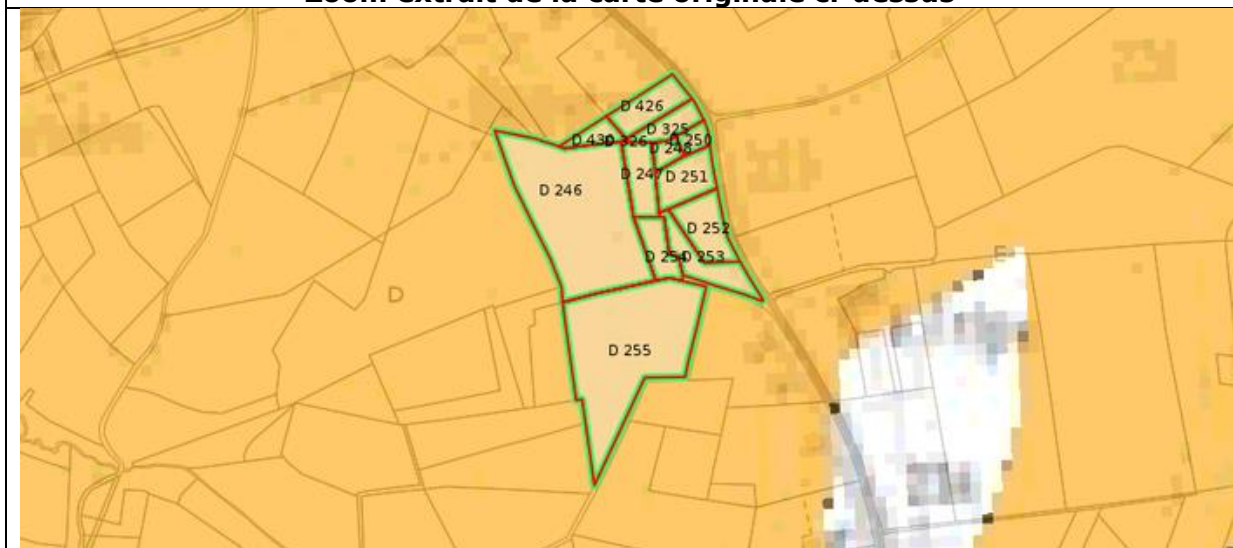 Zoom extrait de la carte originale ci-dessus
D 426
D 325
D 430 D 326 D 250
D 248
D 247 D 251
D 246
D 252
E
D 254 D 253
D
D 255